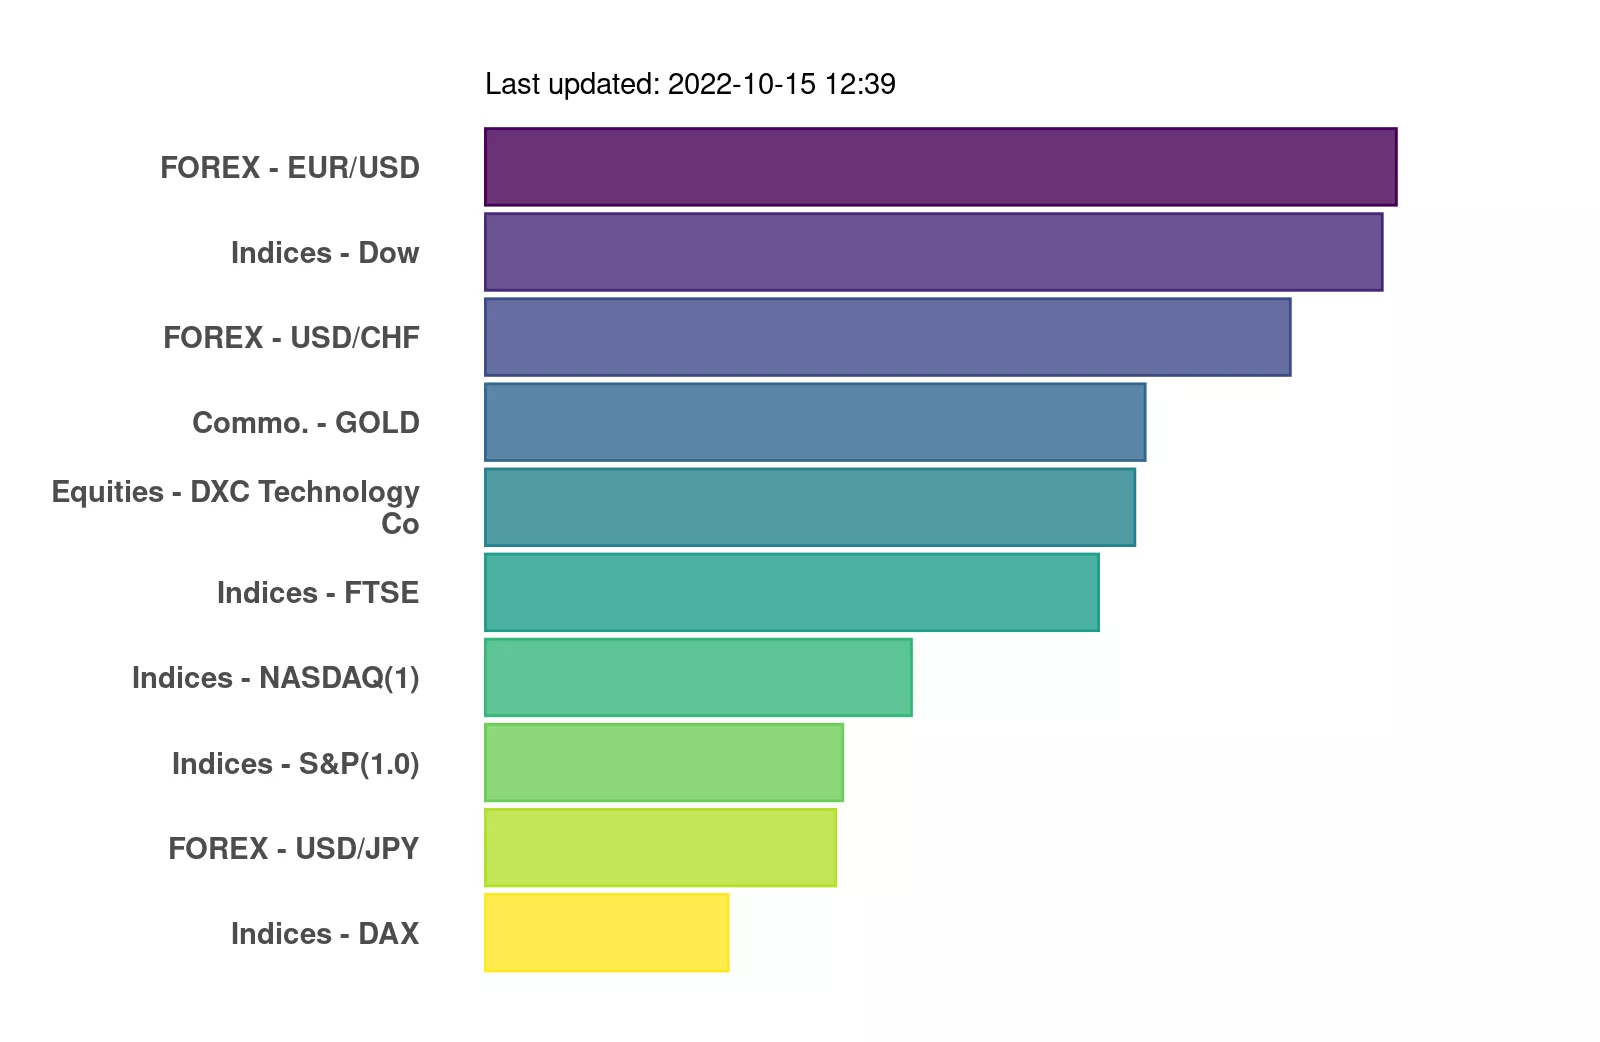 Last updated: 2022-10-15 12:39
FOREX - EUR/USD
Indices - Dow
FOREX - USD/CHF
Commo. - GOLD
Equities - DXC Technology
Co
Indices - FTSE
Indices - NASDAQ(1)
Indices - S&P(1.0)
FOREX - USD/JPY
Indices - DAX